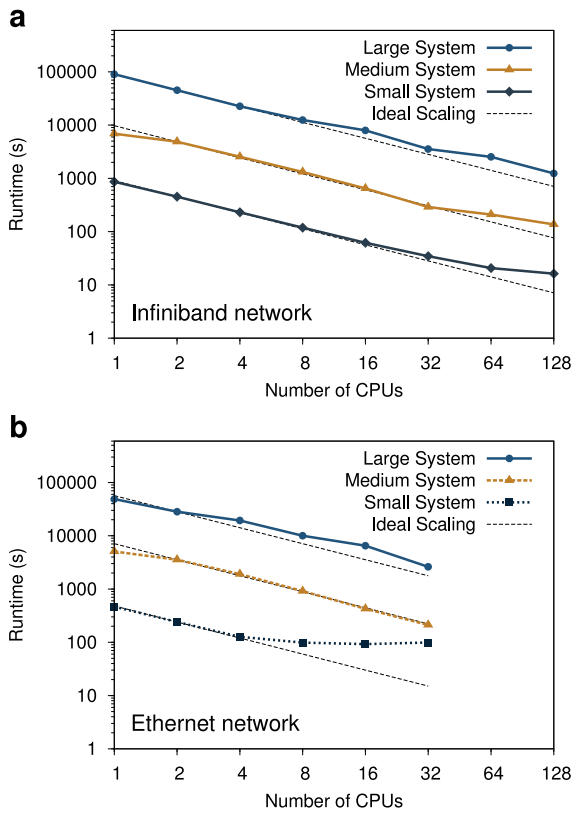 a
Large System
Medium System
Small System
Ideal Scaling
100000
10000
1000
100
10
1
Runtime (s)
Infiniband network
1 2 4 8 16 32 64 128
Number of CPUs
b
Large System
Medium System
Small System
Ideal Scaling
100000
10000
1000
100
10
1
Runtime (s)
Ethernet network
1 2 4 8 16 32 64 128
Number of CPUs